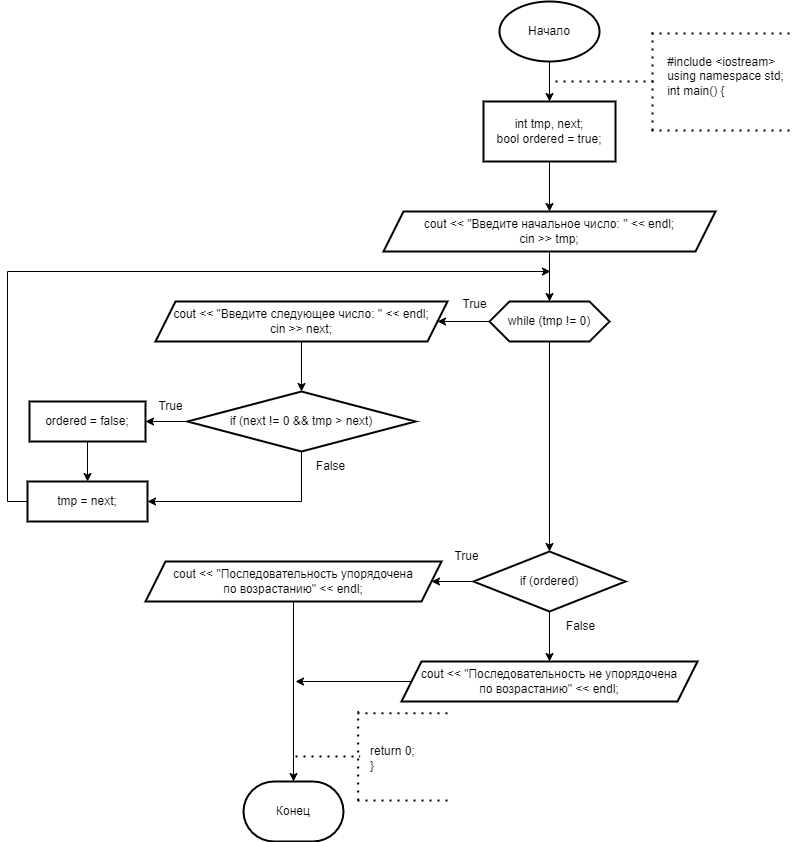 Начало
#include <iostream>
using namespace std;
int main() {
int tmp, next;
bool ordered = true;
cout << "Введите начальное число: " << endl;
cin >> tmp;
while (tmp != 0)
True
cout << "Введите следующее число: " << endl;
cin >> next;
if (next != 0 && tmp > next)
True
ordered = false;
False
tmp = next;
if (ordered)
True
cout << "Последовательность упорядочена
по возрастанию" << endl;
False
cout << "Последовательность не упорядочена
по возрастанию" << endl;
return 0;
}
Конец